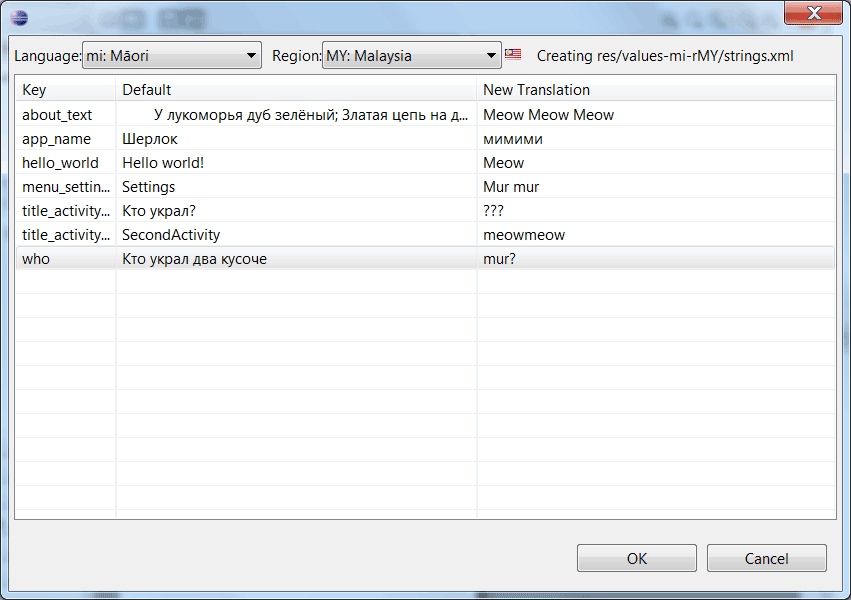 Language: mi: Māori Region: MY: Malaysia Creating res/values-mi-rMY/strings.xml
Key Default New Translation
about_text У лукоморья дуб зелёный; Златая цепь на д... Meow Meow Meow
app_name Шерлок мимими
hello_world Hello world! Meow
menu_settin... Settings Mur mur
title_activity... Кто украл? ???
title_activity... SecondActivity meowmeow
who Кто украл два кусоче mur?
OK Cancel